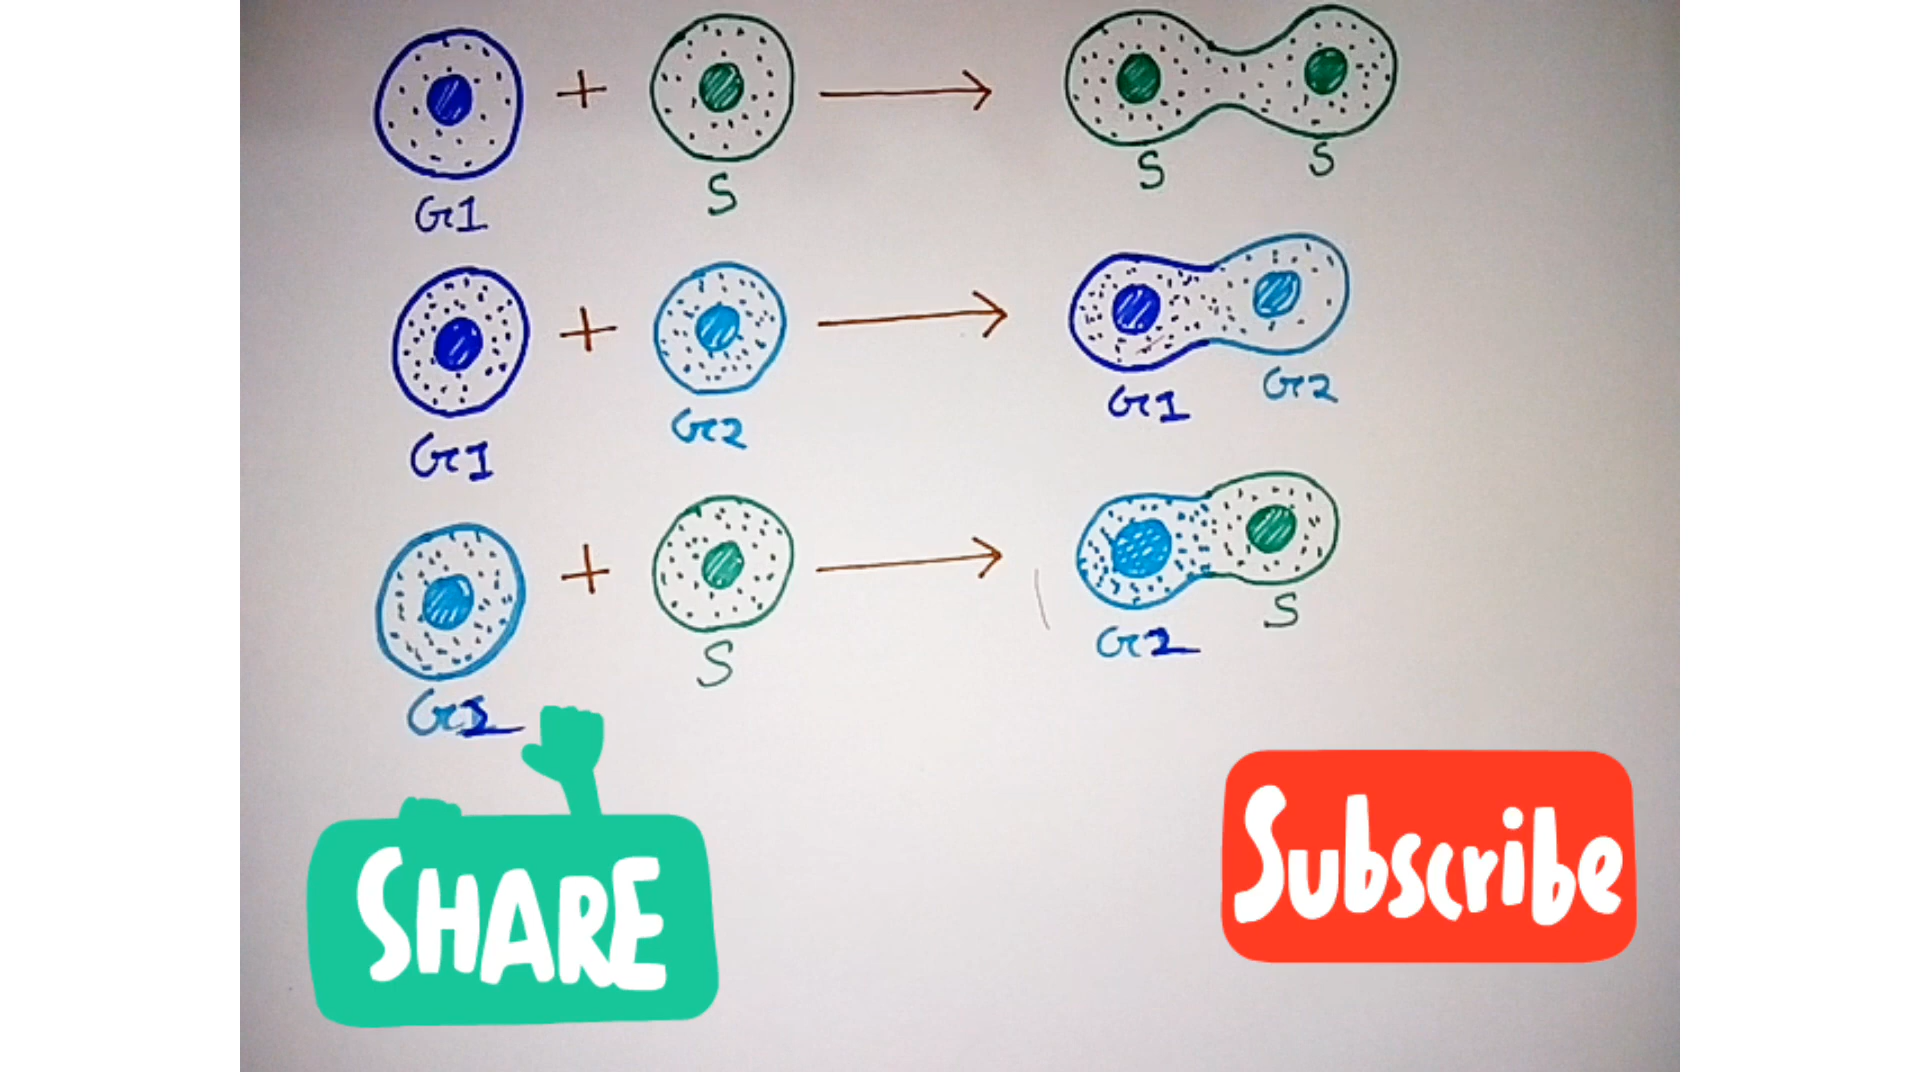 G1 + S → S S
G1 + G2 → G1 G2
G2 + S → G2 S
SHARE
Subscribe